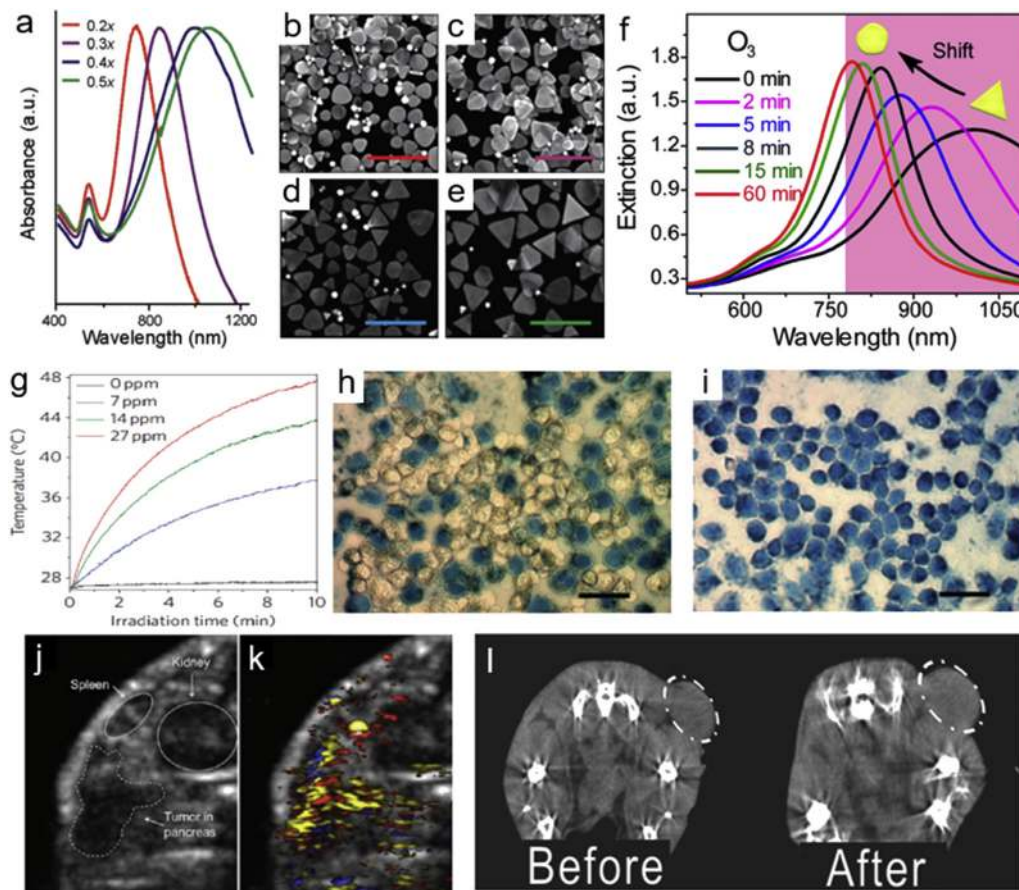 a
0.2x
0.3x
0.4x
0.5x
Absorbance (a.u.)
400 800 1200
Wavelength (nm)
b
c
d
e
f
O3
0 min
2 min
5 min
8 min
15 min
60 min
Shift
Extinction (a.u.)
1.8
1.5
1.2
0.9
0.6
0.3
600 750 900 1050
Wavelength (nm)
g
0 ppm
7 ppm
14 ppm
27 ppm
Temperature (°C)
48
44
40
36
32
28
0 2 4 6 8 10
Irradiation time (min)
h
i
j
Spleen
Kidney
Tumor in
pancreas
k
l
Before
After